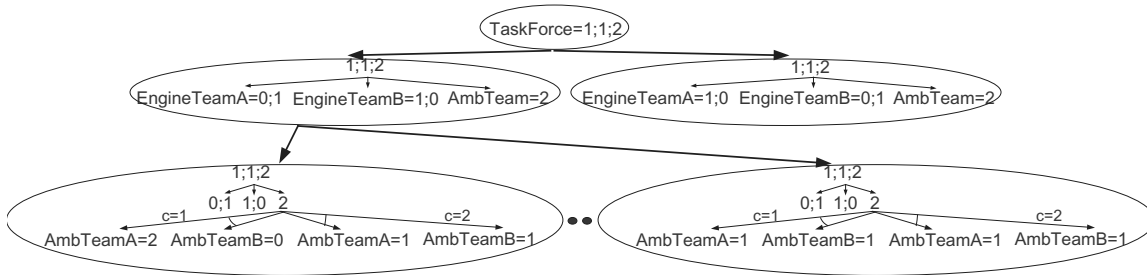 TaskForce=1;1;2
1;1;2
EngineTeamA=0;1 EngineTeamB=1;0 AmbTeam=2
1;1;2
EngineTeamA=1;0 EngineTeamB=0;1 AmbTeam=2
1;1;2
0;1 1;0 2
c=1 c=2
AmbTeamA=2 AmbTeamB=0 AmbTeamA=1 AmbTeamB=1
1;1;2
0;1 1;0 2
c=1 c=2
AmbTeamA=1 AmbTeamB=1 AmbTeamA=1 AmbTeamB=1